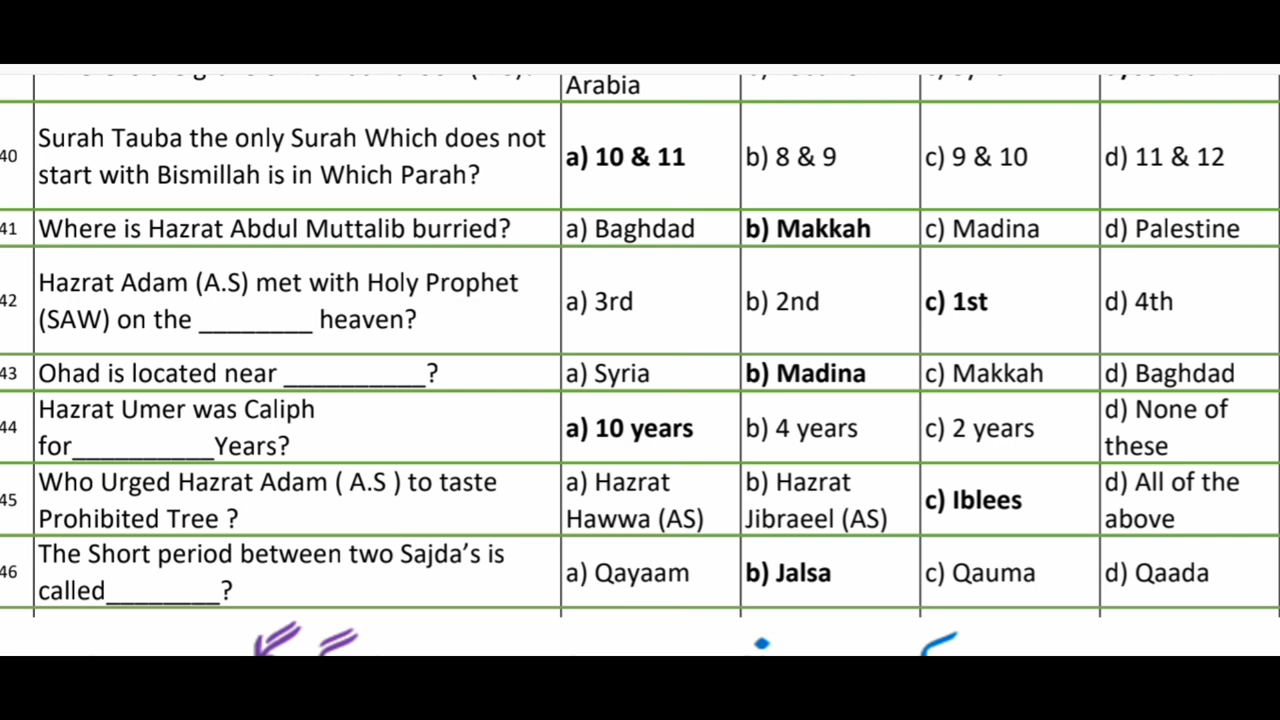 Arabia
40 Surah Tauba the only Surah Which does not
start with Bismillah is in Which Parah?
a) 10 & 11 b) 8 & 9 c) 9 & 10 d) 11 & 12
41 Where is Hazrat Abdul Muttalib burried? a) Baghdad b) Makkah c) Madina d) Palestine
42 Hazrat Adam (A.S) met with Holy Prophet
(SAW) on the ________ heaven?
a) 3rd b) 2nd c) 1st d) 4th
43 Ohad is located near __________? a) Syria b) Madina c) Makkah d) Baghdad
44 Hazrat Umer was Caliph
for__________Years?
a) 10 years b) 4 years c) 2 years d) None of
these
45 Who Urged Hazrat Adam ( A.S ) to taste
Prohibited Tree ?
a) Hazrat
Hawwa (AS)
b) Hazrat
Jibraeel (AS)
c) Iblees
d) All of the
above
46 The Short period between two Sajda’s is
called________?
a) Qayaam b) Jalsa c) Qauma d) Qaada